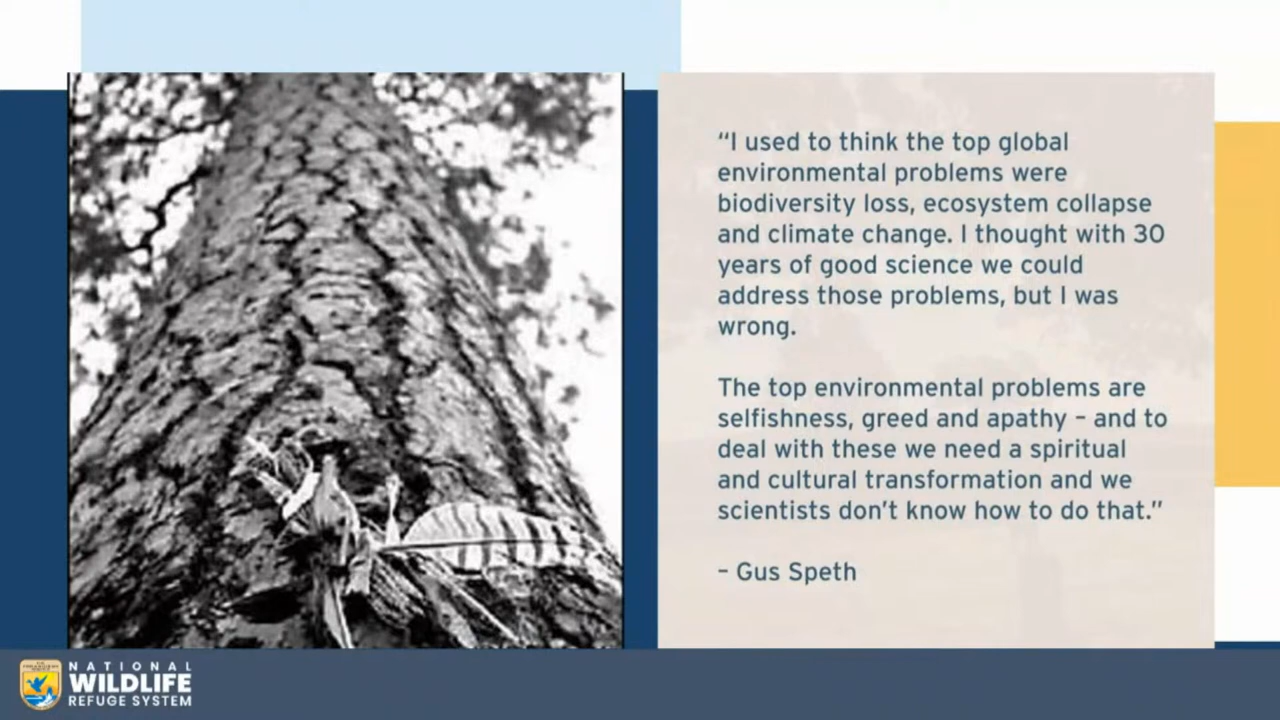 “I used to think the top global
environmental problems were
biodiversity loss, ecosystem collapse
and climate change. I thought with 30
years of good science we could
address those problems, but I was
wrong.
The top environmental problems are
selfishness, greed and apathy – and to
deal with these we need a spiritual
and cultural transformation and we
scientists don’t know how to do that.”
– Gus Speth
NATIONAL
WILDLIFE
REFUGE SYSTEM